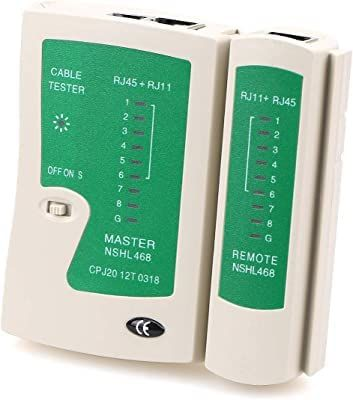 CABLE
TESTER
OFF ON S
RJ45 + RJ11
1
2
3
4
5
6
7
8
G
MASTER
NSHL468
CPJ20 12T 0318
CE
RJ11+ RJ45
1
2
3
4
5
6
7
8
G
REMOTE
NSHL468